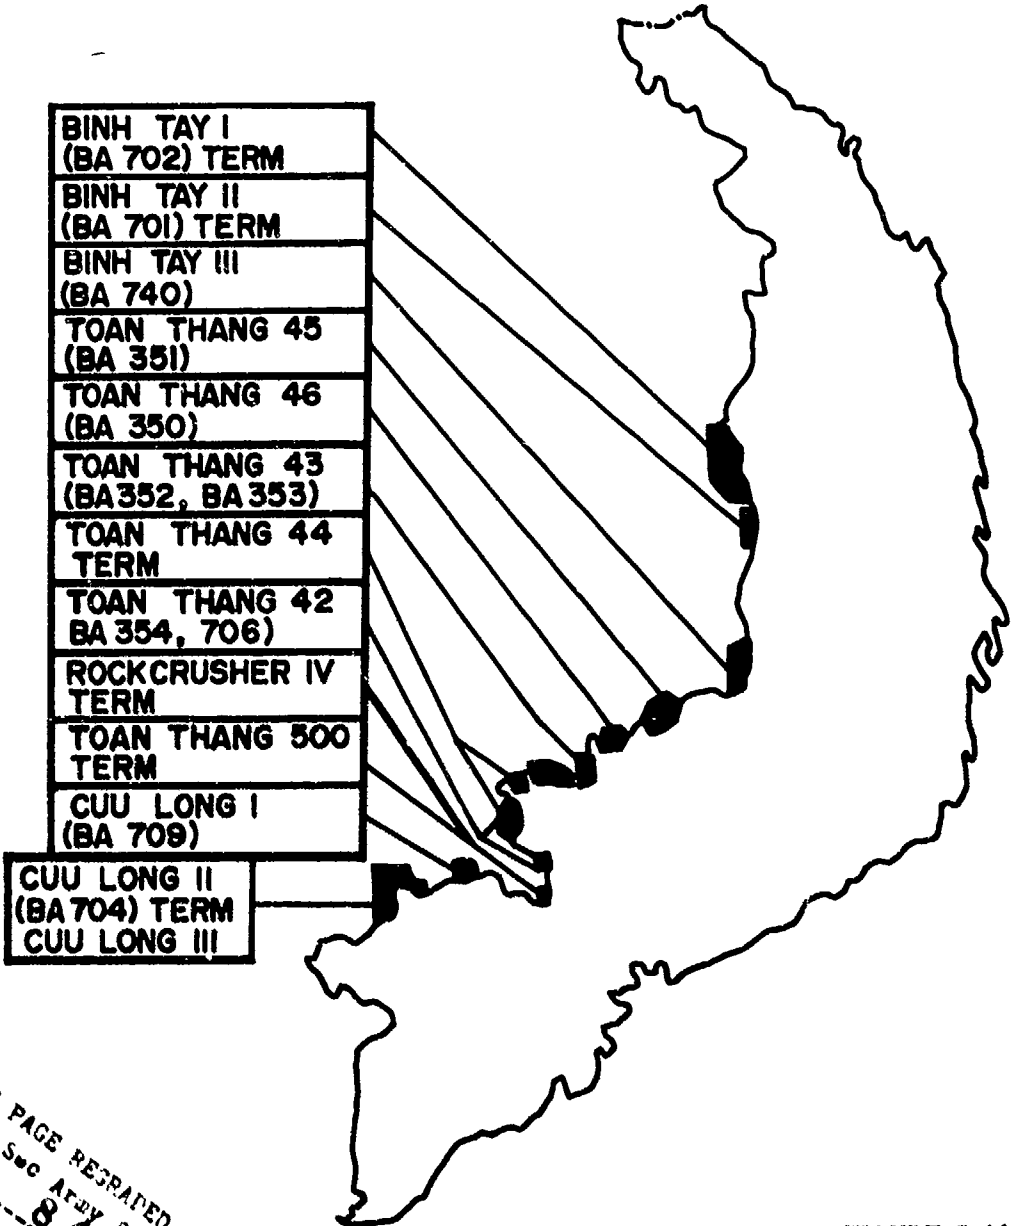 BINH TAY I
(BA 702) TERM
BINH TAY II
(BA 701) TERM
BINH TAY III
(BA 740)
TOAN THANG 45
(BA 351)
TOAN THANG 46
(BA 350)
TOAN THANG 43
(BA352, BA353)
TOAN THANG 44
TERM
TOAN THANG 42
BA 354, 706)
ROCKCRUSHER IV
TERM
TOAN THANG 500
TERM
CUU LONG I
(BA 709)
CUU LONG II
(BA 704) TERM
CUU LONG III
PAGE REGRADED
Sec Army